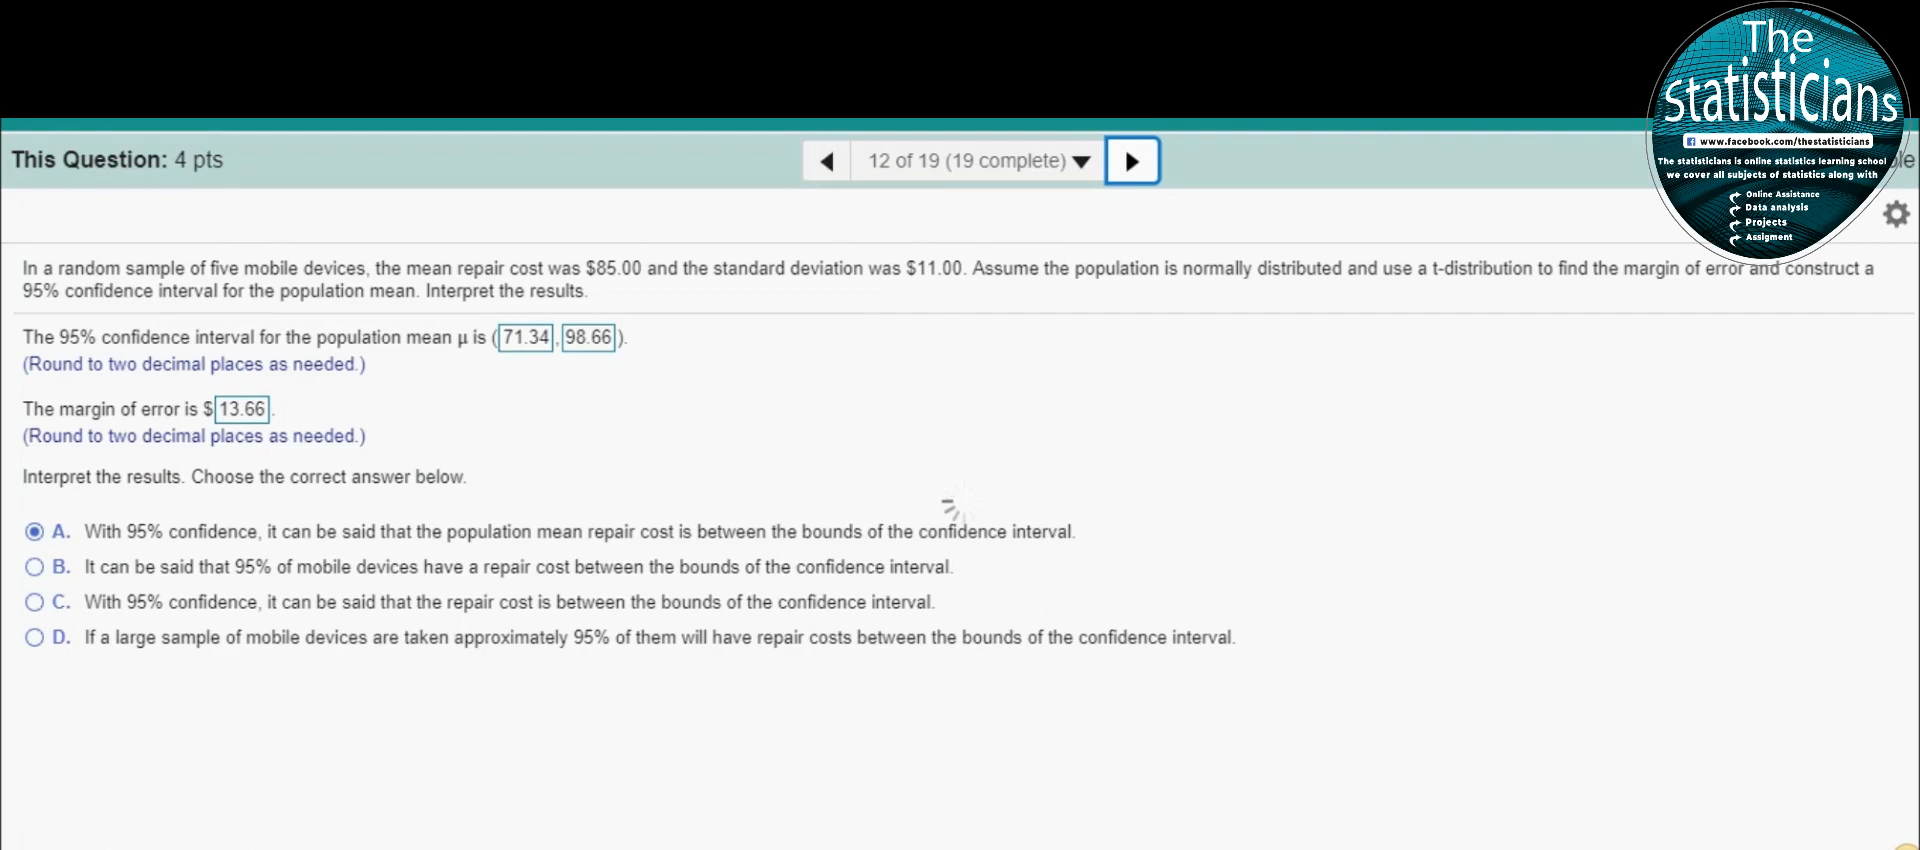 The
Statisticians
www.facebook.com/thestatisticians
The statisticians is online statistics learning school
we cover all subjects of statistics along with
Online Assistance
Data analysis
Projects
Assigment
This Question: 4 pts
12 of 19 (19 complete)
In a random sample of five mobile devices, the mean repair cost was $85.00 and the standard deviation was $11.00. Assume the population is normally distributed and use a t-distribution to find the margin of error and construct a
95% confidence interval for the population mean. Interpret the results.
The 95% confidence interval for the population mean μ is (71.34, 98.66).
(Round to two decimal places as needed.)
The margin of error is $13.66.
(Round to two decimal places as needed.)
Interpret the results. Choose the correct answer below.
A. With 95% confidence, it can be said that the population mean repair cost is between the bounds of the confidence interval.
B. It can be said that 95% of mobile devices have a repair cost between the bounds of the confidence interval.
C. With 95% confidence, it can be said that the repair cost is between the bounds of the confidence interval.
D. If a large sample of mobile devices are taken approximately 95% of them will have repair costs between the bounds of the confidence interval.